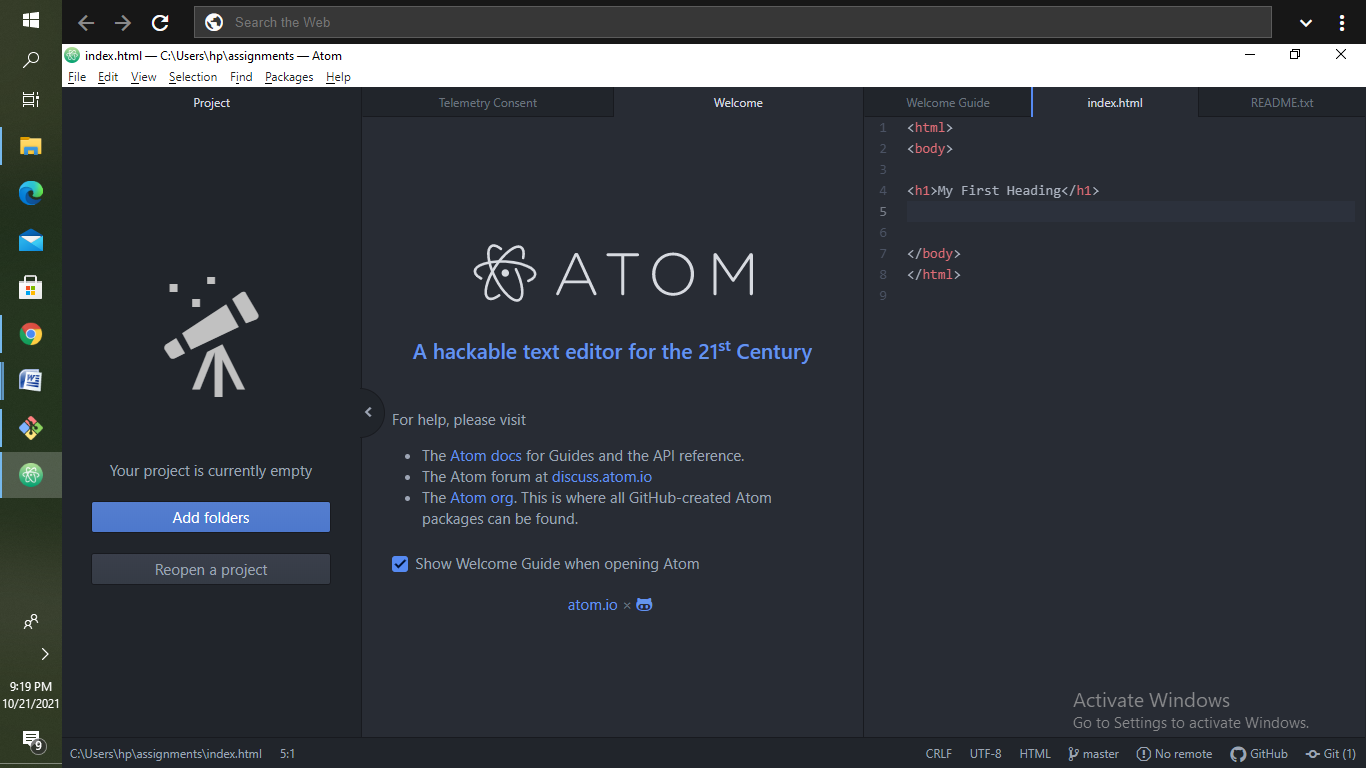 Search the Web
index.html — C:\Users\hp\assignments — Atom
File Edit View Selection Find Packages Help
Project
Your project is currently empty
Add folders
Reopen a project
Telemetry Consent
Welcome
ATOM
A hackable text editor for the 21st Century
For help, please visit
• The Atom docs for Guides and the API reference.
• The Atom forum at discuss.atom.io
• The Atom org. This is where all GitHub-created Atom
packages can be found.
Show Welcome Guide when opening Atom
atom.io ×
Welcome Guide
index.html
README.txt
1 <html>
2 <body>
3
4 <h1>My First Heading</h1>
5
6
7 </body>
8 </html>
9
Activate Windows
Go to Settings to activate Windows.
9:19 PM
10/21/2021
9
C:\Users\hp\assignments\index.html 5:1 CRLF UTF-8 HTML master No remote GitHub Git (1)